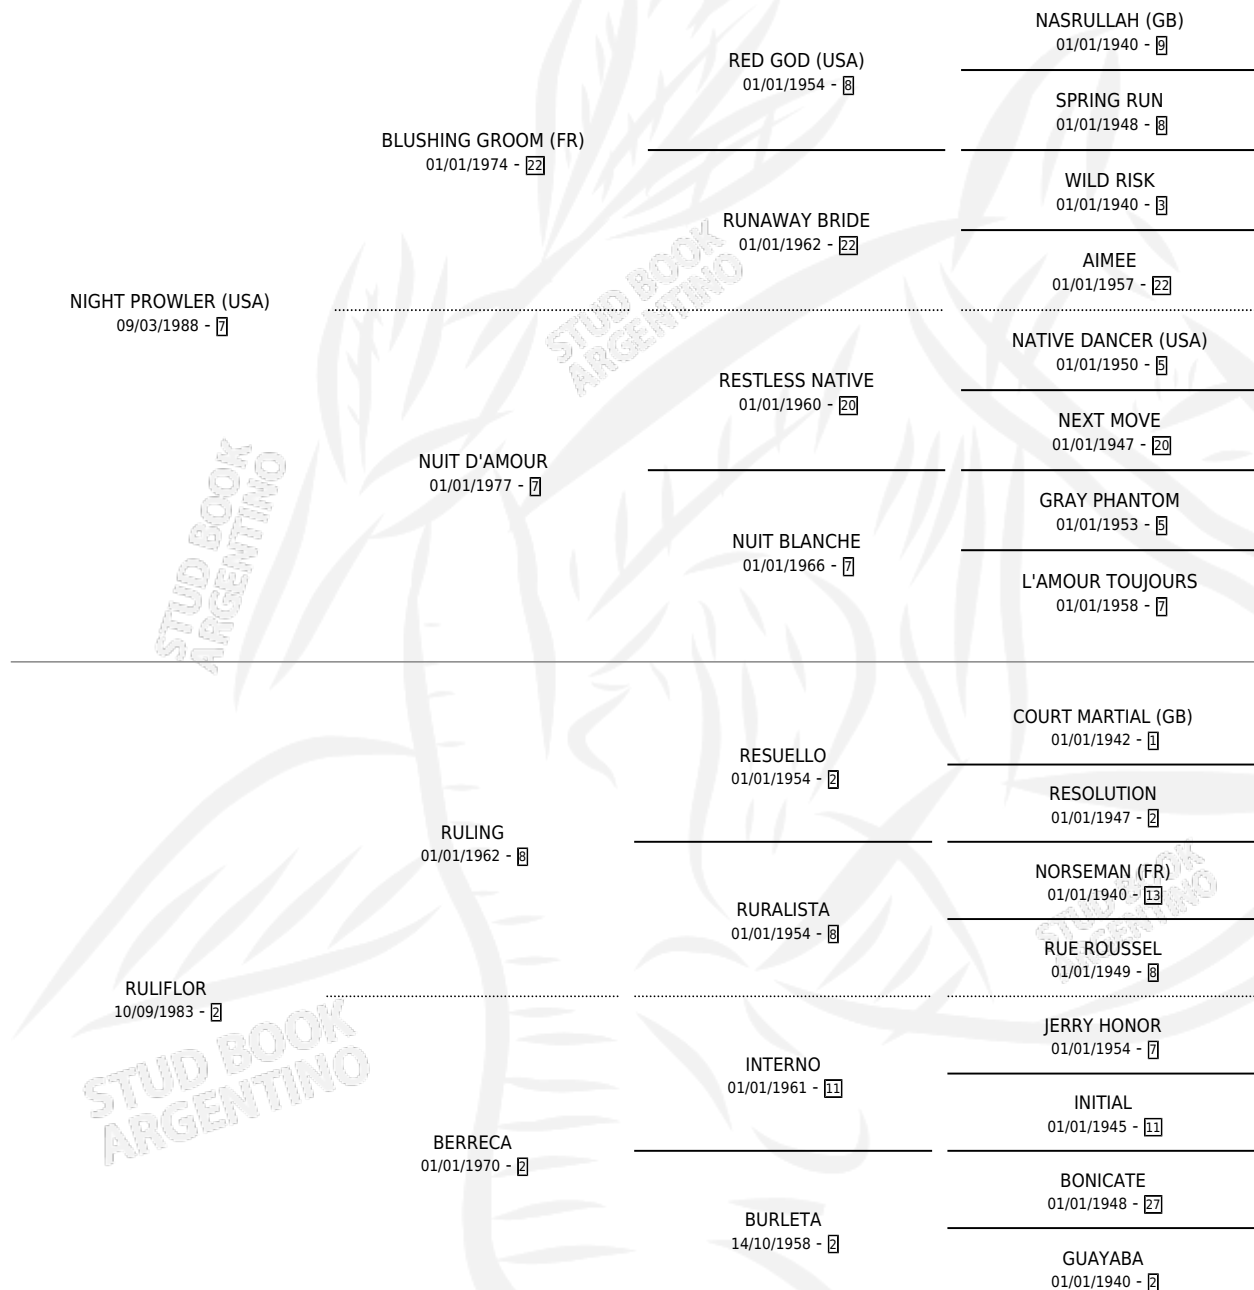 NASRULLAH (GB)
01/01/1940 - 9
RED GOD (USA)
01/01/1954 - 8
SPRING RUN
01/01/1948 - 8
BLUSHING GROOM (FR)
01/01/1974 - 22
WILD RISK
01/01/1940 - 3
RUNAWAY BRIDE
01/01/1962 - 22
AIMEE
01/01/1957 - 22
NIGHT PROWLER (USA)
09/03/1988 - 7
NATIVE DANCER (USA)
01/01/1950 - 5
RESTLESS NATIVE
01/01/1960 - 20
NEXT MOVE
01/01/1947 - 20
NUIT D'AMOUR
01/01/1977 - 7
GRAY PHANTOM
01/01/1953 - 5
NUIT BLANCHE
01/01/1966 - 7
L'AMOUR TOUJOURS
01/01/1958 - 7
COURT MARTIAL (GB)
01/01/1942 - 1
RESUELLO
01/01/1954 - 2
RESOLUTION
01/01/1947 - 2
RULING
01/01/1962 - 8
NORSEMAN (FR)
01/01/1940 - 13
RURALISTA
01/01/1954 - 8
RUE ROUSSEL
01/01/1949 - 8
RULIFLOR
10/09/1983 - 2
JERRY HONOR
01/01/1954 - 7
INTERNO
01/01/1961 - 11
INITIAL
01/01/1945 - 11
BERRECA
01/01/1970 - 2
BONICATE
01/01/1948 - 27
BURLETA
14/10/1958 - 2
GUAYABA
01/01/1940 - 2
STUD BOOK
ARGENTINO
STUD BOOK
ARGENTINO
STUD BOOK
ARGENTINO
STUD BOOK
ARGENTINO